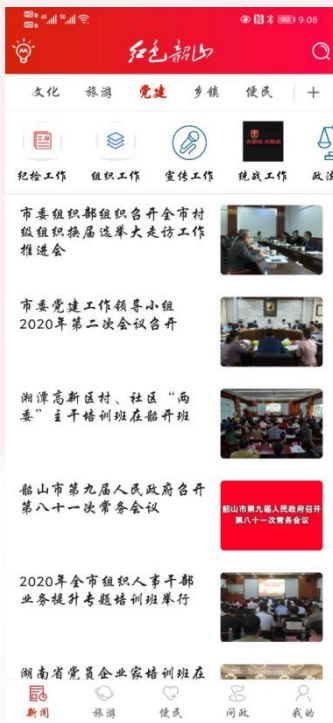 9:08
红色韶山
文化 旅游 党建 乡镇 便民 +
纪检工作 组织工作 宣传工作 统战工作 政法
市委组织部组织召开全市村
级组织换届选举大走访工作
推进会
市委党建工作领导小组
2020年第二次会议召开
湘潭高新区村、社区“两
委”主干培训班在韶开班
韶山市第九届人民政府召开
第八十一次常务会议
韶山市第九届人民政府召开
第八十一次常务会议
2020年全市组织人事干部
业务提升专题培训班举行
湖南省党员企业家培训班在
新闻 旅游 便民 问政 我的